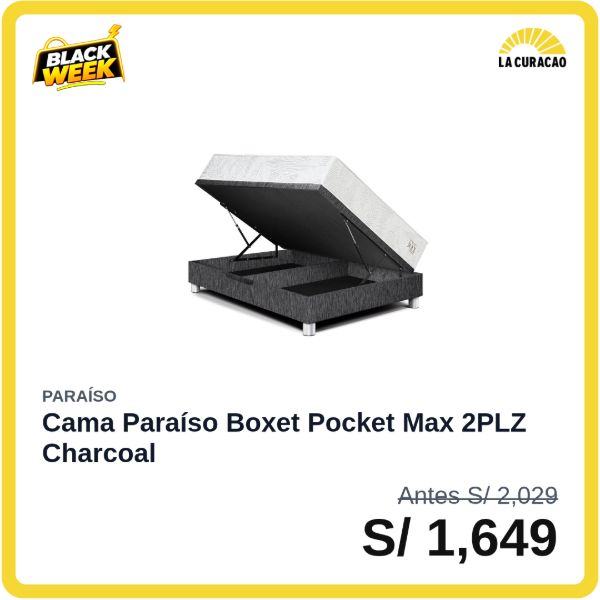 BLACK
WEEK
LA CURACAO
PARAÍSO
Cama Paraíso Boxet Pocket Max 2PLZ
Charcoal
Antes S/ 2,029
S/ 1,649